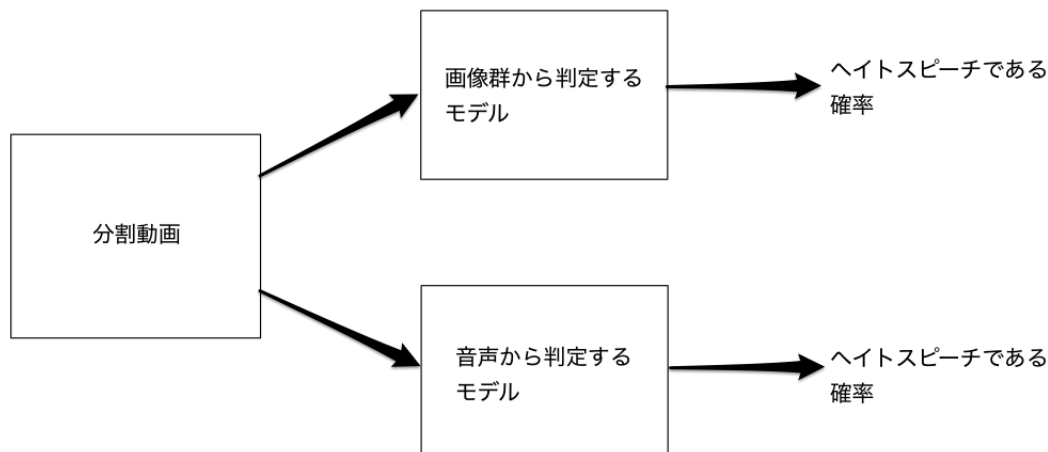 画像群から判定する
モデル
ヘイトスピーチである
確率
分割動画
音声から判定する
モデル
ヘイトスピーチである
確率